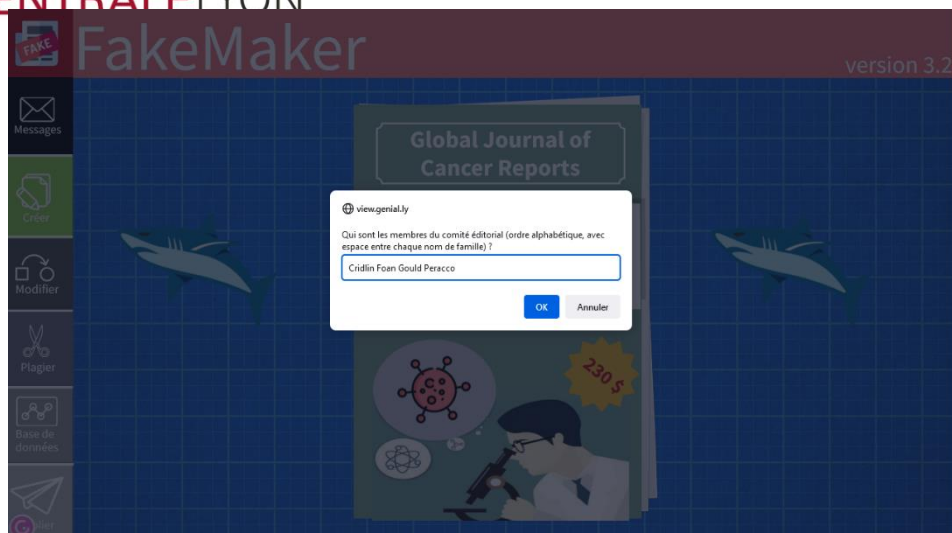 ENTRALELYON
FAKE
FakeMaker
version 3.2
Messages
Créer
Modifier
Plagier
Base de
données
Global Journal of
Cancer Reports
view.genial.ly
Qui sont les membres du comité éditorial (ordre alphabétique, avec
espace entre chaque nom de famille) ?
Cridlin Foan Gould Peracco
OK
Annuler
230 $